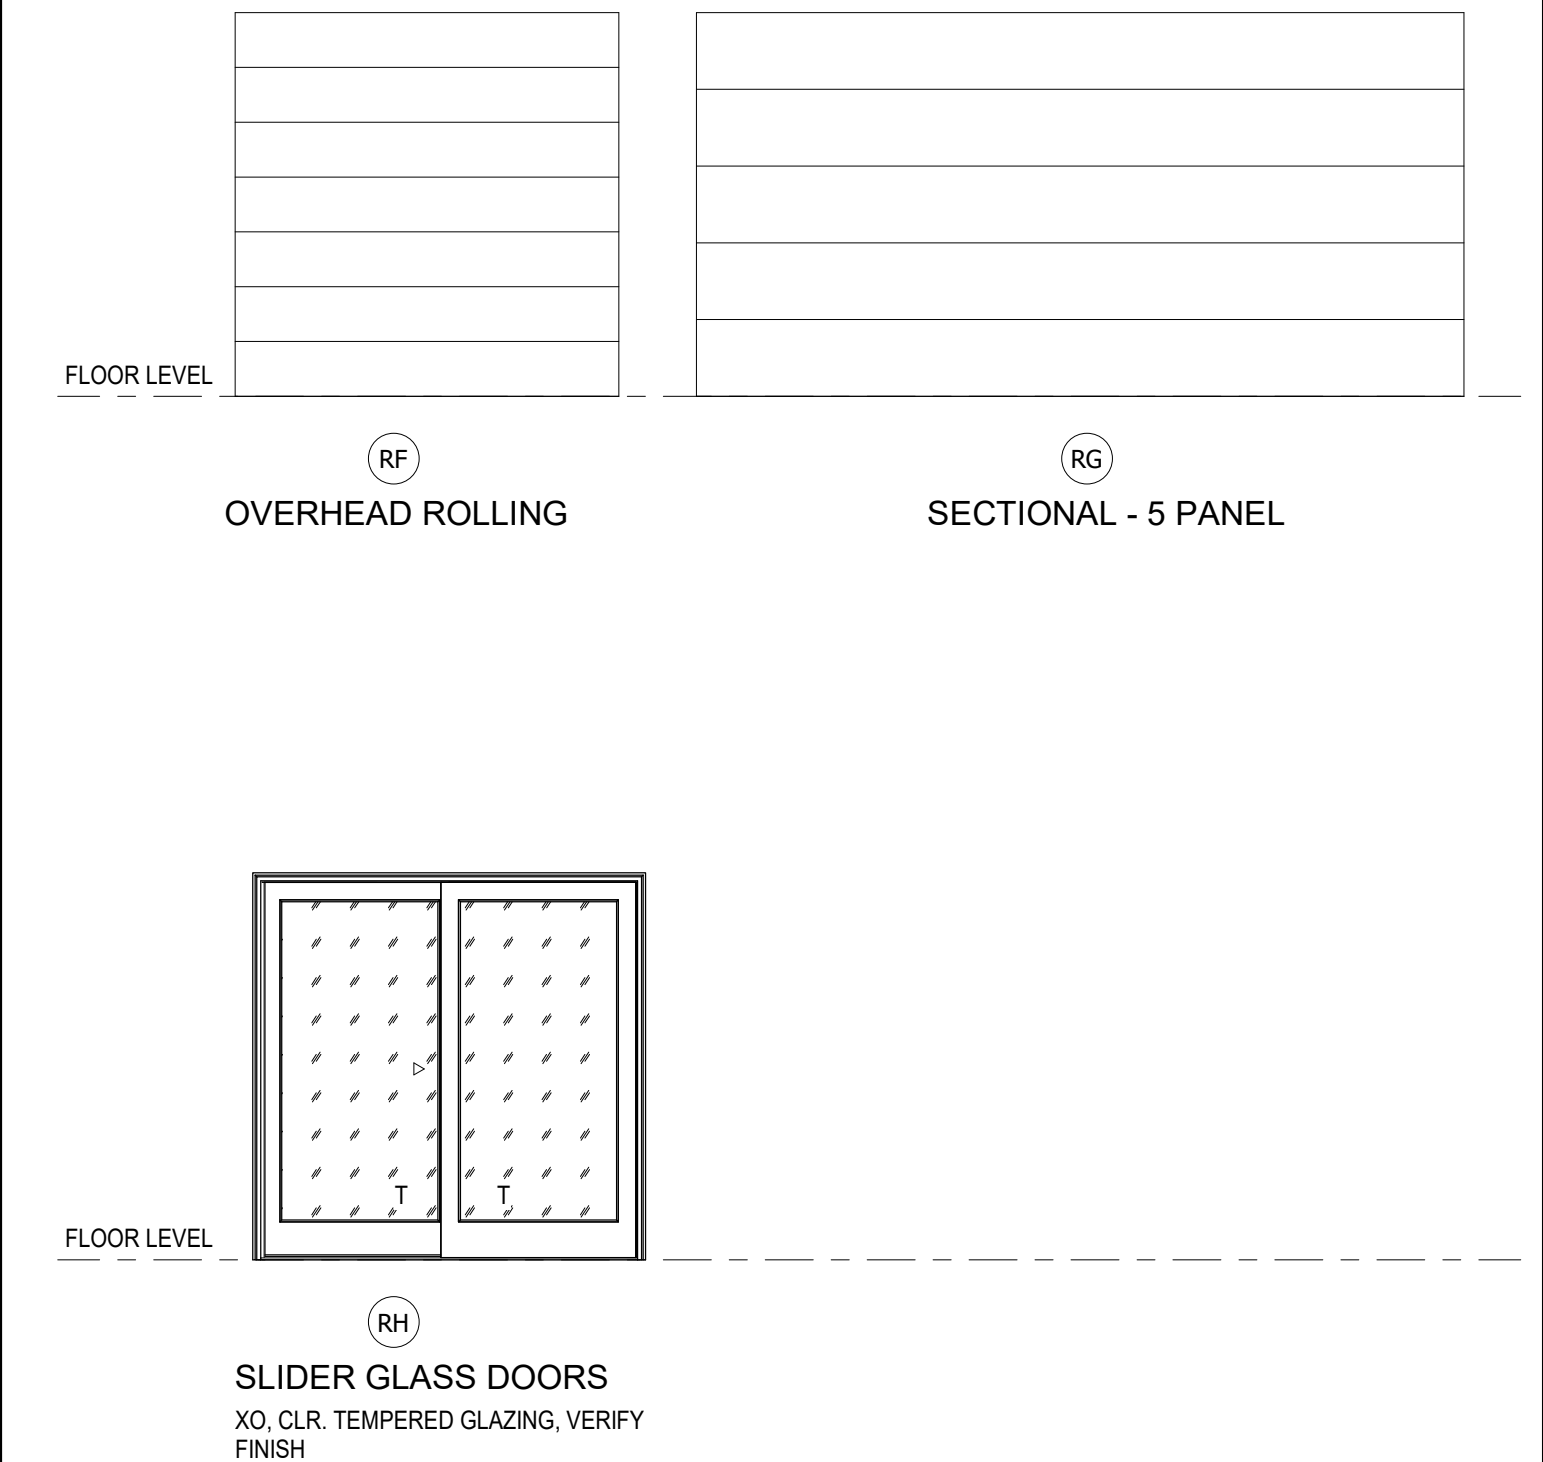 FLOOR LEVEL
RF
RG
OVERHEAD ROLLING
SECTIONAL - 5 PANEL
T
T
FLOOR LEVEL
RH
SLIDER GLASS DOORS
XO, CLR. TEMPERED GLAZING, VERIFY
FINISH